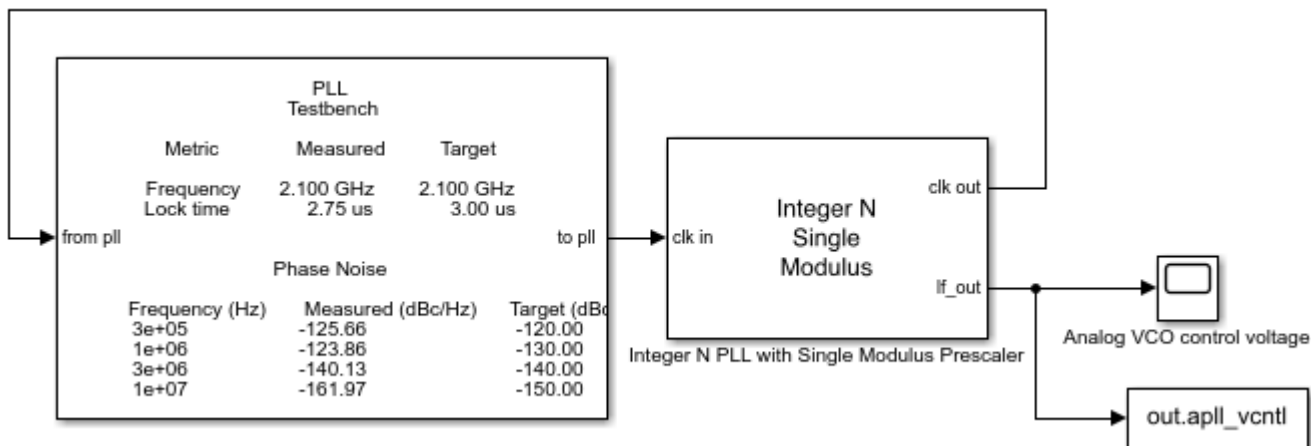 PLL
Testbench
Metric Measured Target
Frequency 2.100 GHz 2.100 GHz
Lock time 2.75 us 3.00 us
from pll
to pll
Phase Noise
Frequency (Hz) Measured (dBc/Hz) Target (dBc
3e+05 -125.66 -120.00
1e+06 -123.86 -130.00
3e+06 -140.13 -140.00
1e+07 -161.97 -150.00
clk in
Integer N
Single
Modulus
clk out
lf_out
Integer N PLL with Single Modulus Prescaler
Analog VCO control voltage
out.apll_vcntl